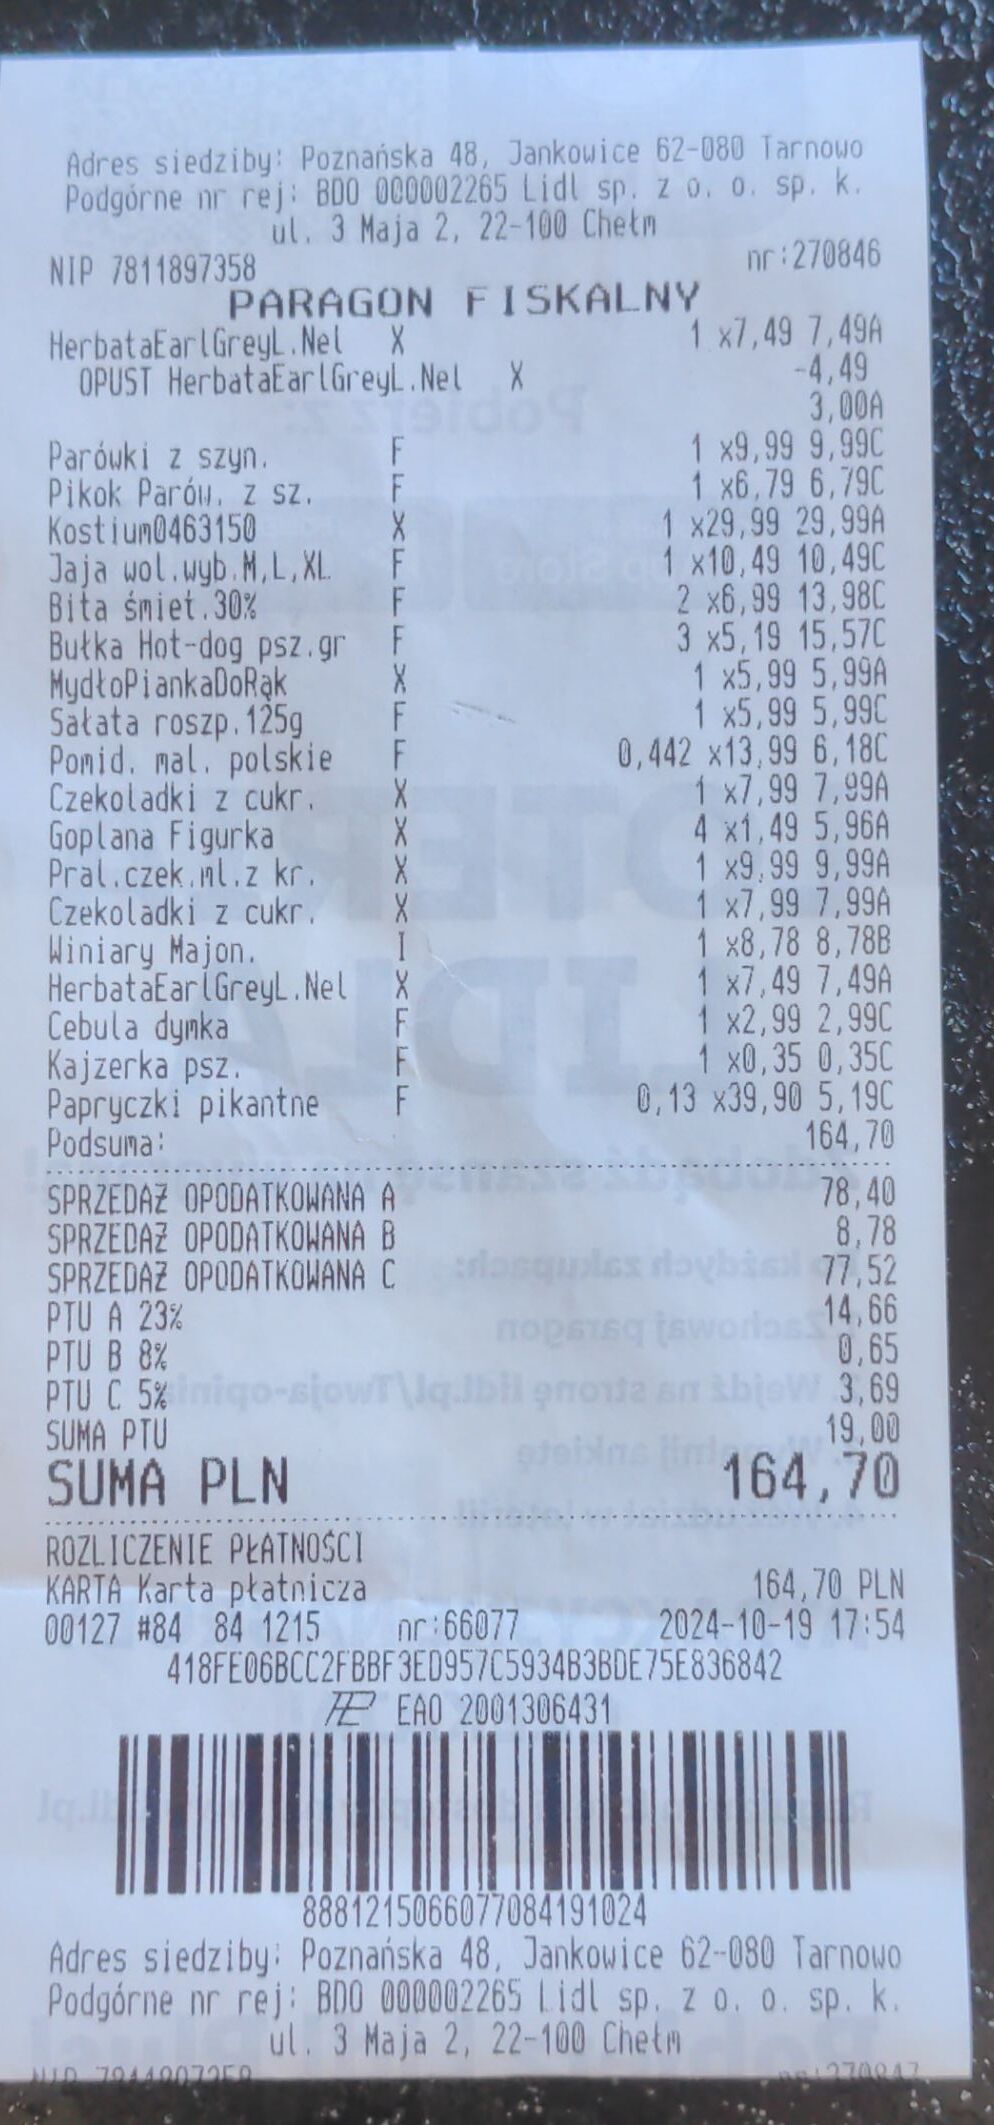 Adres siedziby: Poznańska 48, Jankowice 62-080 Tarnowo
Podgórne nr rej: BDO 000002265 Lidl sp. z o. o. sp. k.
ul. 3 Maja 2, 22-100 Chełm
NIP 7811897358 nr:270846
PARAGON FISKALNY
HerbataEarlGreyL.Nel X 1 x7,49 7,49A
OPUST HerbataEarlGreyL.Nel X -4,49
3,00A
Parówki z szyn. F 1 x9,99 9,99C
Pikok Parów. z sz. F 1 x6,79 6,79C
Kostium0463150 X 1 x29,99 29,99A
Jaja wol.wyb.M,L,XL F 1 x10,49 10,49C
Bita śmiet.30% F 2 x6,99 13,98C
Bułka Hot-dog psz.gr F 3 x5,19 15,57C
MydłoPiankaDoRąk X 1 x5,99 5,99A
Sałata roszp.125g F 1 x5,99 5,99C
Pomid. mal. polskie F 0,442 x13,99 6,18C
Czekoladki z cukr. X 1 x7,99 7,99A
Goplana Figurka X 4 x1,49 5,96A
Pral.czek.ml.z kr. X 1 x9,99 9,99A
Czekoladki z cukr. X 1 x7,99 7,99A
Winiary Majon. I 1 x8,78 8,78B
HerbataEarlGreyL.Nel X 1 x7,49 7,49A
Cebula dymka F 1 x2,99 2,99C
Kajzerka psz. F 1 x0,35 0,35C
Papryczki pikantne F 0,13 x39,90 5,19C
Podsuma: 164,70
SPRZEDAŻ OPODATKOWANA A 78,40
SPRZEDAŻ OPODATKOWANA B 8,78
SPRZEDAŻ OPODATKOWANA C 77,52
PTU A 23% 14,66
PTU B 8% 0,65
PTU C 5% 3,69
SUMA PTU 19,00
SUMA PLN 164,70
ROZLICZENIE PŁATNOŚCI
KARTA Karta płatnicza 164,70 PLN
00127 #84 84 1215 nr:66077 2024-10-19 17:54
418FE06BCC2FBBF3ED957C5934B3BDE75E836842
EAO 2001306431
8881215066077084191024
Adres siedziby: Poznańska 48, Jankowice 62-080 Tarnowo
Podgórne nr rej: BDO 000002265 Lidl sp. z o. o. sp. k.
ul. 3 Maja 2, 22-100 Chełm